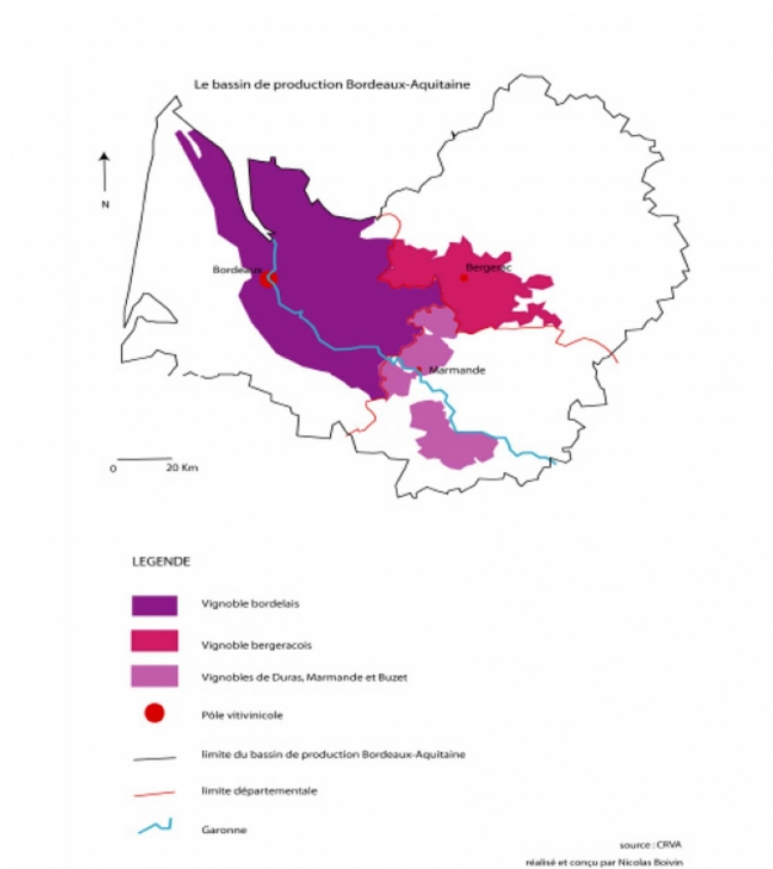 Le bassin de production Bordeaux-Aquitaine
N
Bordeaux
Bergerac
Marmande
0 20 Km
LEGENDE
Vignoble bordelais
Vignoble bergeracois
Vignobles de Duras, Marmande et Buzet
Pôle vitivinicole
limite du bassin de production Bordeaux-Aquitaine
limite départementale
Garonne
source : CRVA
réalisé et conçu par Nicolas Boivin